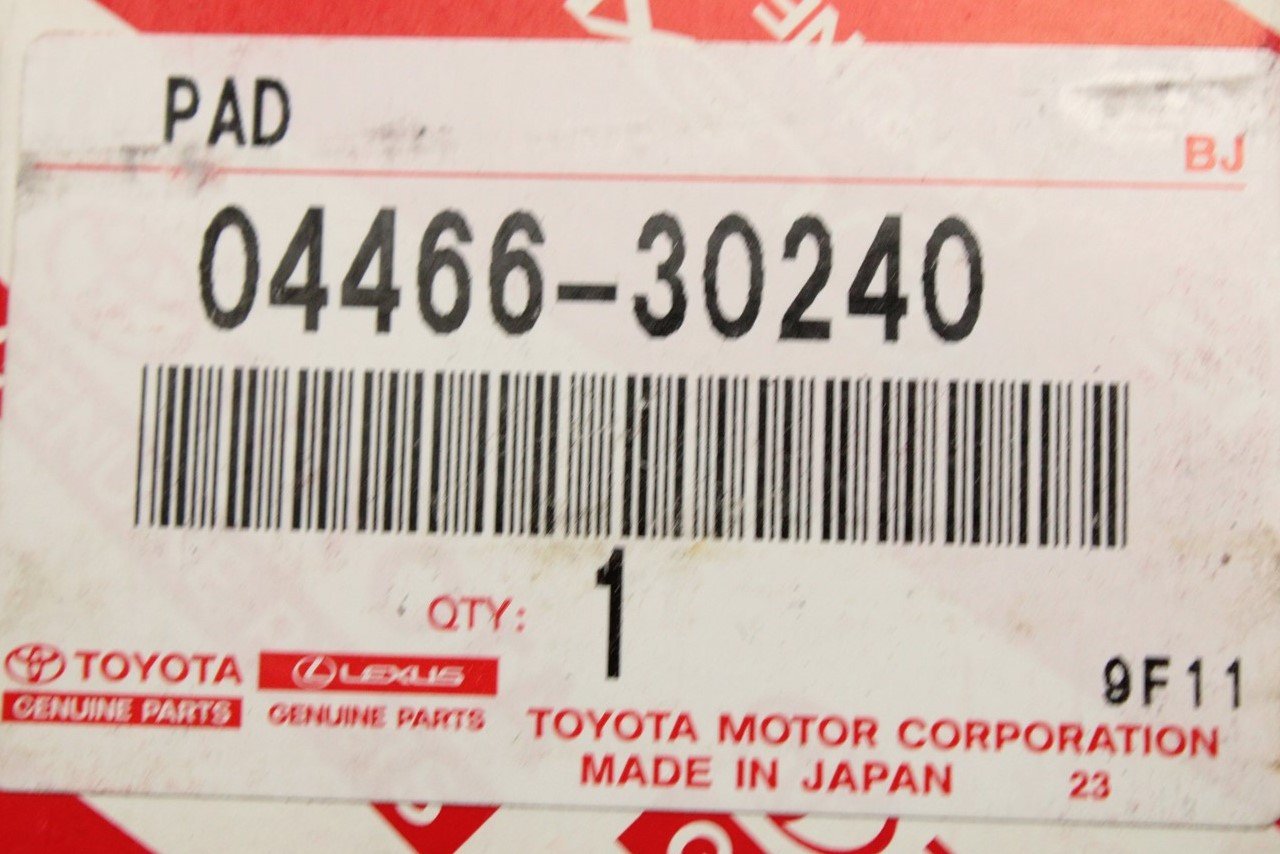 PAD
BJ
04466-30240
QTY: 1
TOYOTA
LEXUS
GENUINE PARTS
GENUINE PARTS
9F11
TOYOTA MOTOR CORPORATION
MADE IN JAPAN 23